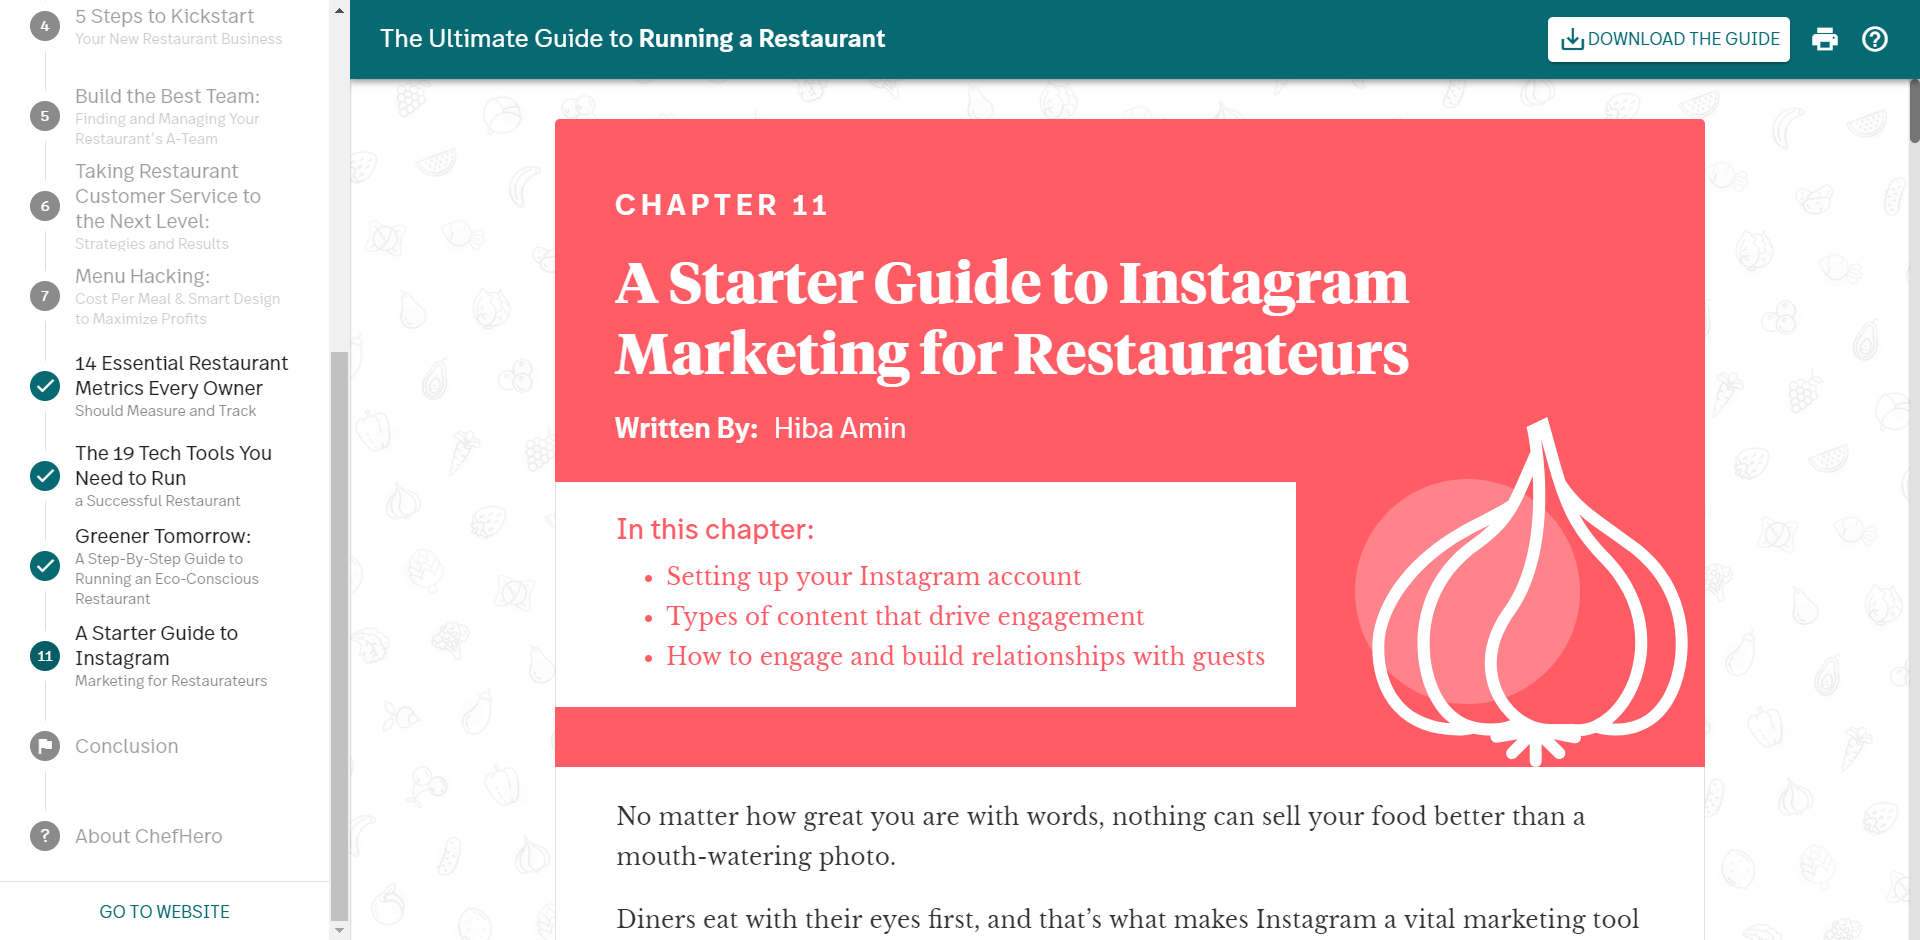 4
5 Steps to Kickstart
Your New Restaurant Business
5
Build the Best Team:
Finding and Managing Your
Restaurant's A-Team
6
Taking Restaurant
Customer Service to
the Next Level:
Strategies and Results
7
Menu Hacking:
Cost Per Meal & Smart Design
to Maximize Profits
14 Essential Restaurant
Metrics Every Owner
Should Measure and Track
The 19 Tech Tools You
Need to Run
a Successful Restaurant
Greener Tomorrow:
A Step-By-Step Guide to
Running an Eco-Conscious
Restaurant
11
A Starter Guide to
Instagram
Marketing for Restaurateurs
Conclusion
?
About ChefHero
GO TO WEBSITE
The Ultimate Guide to Running a Restaurant
DOWNLOAD THE GUIDE
?
CHAPTER 11
A Starter Guide to Instagram
Marketing for Restaurateurs
Written By: Hiba Amin
In this chapter:
• Setting up your Instagram account
• Types of content that drive engagement
• How to engage and build relationships with guests
No matter how great you are with words, nothing can sell your food better than a
mouth-watering photo.
Diners eat with their eyes first, and that’s what makes Instagram a vital marketing tool